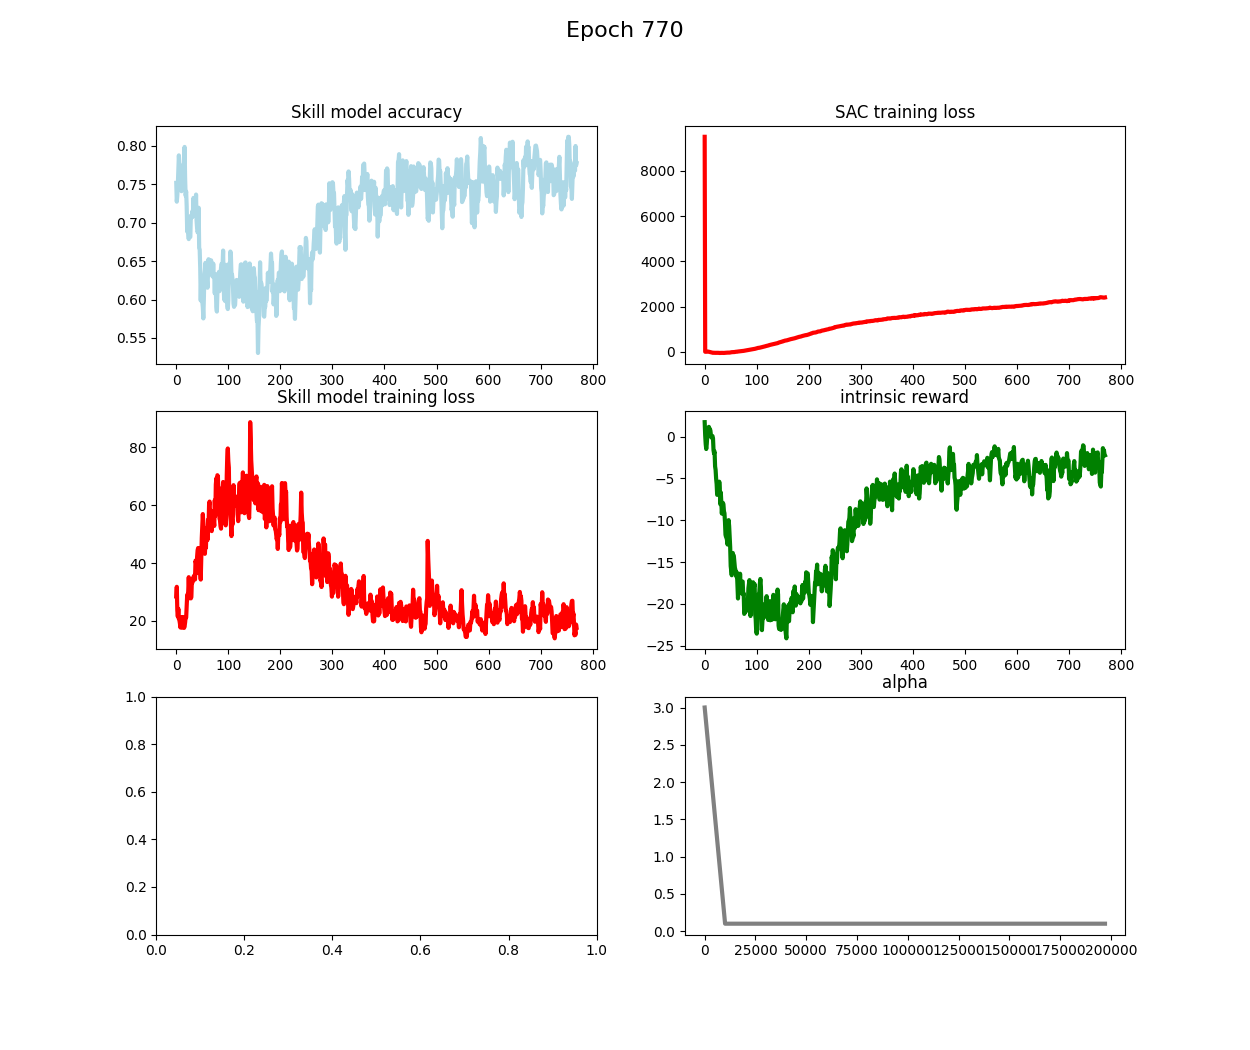 Epoch 770
Skill model accuracy
0.80
0.75
0.70
0.65
0.60
0.55
0 100 200 300 400 500 600 700 800
SAC training loss
8000
6000
4000
2000
0
0 100 200 300 400 500 600 700 800
Skill model training loss
80
60
40
20
0 100 200 300 400 500 600 700 800
intrinsic reward
0
−5
−10
−15
−20
−25
0 100 200 300 400 500 600 700 800
1.0
0.8
0.6
0.4
0.2
0.0
0.0 0.2 0.4 0.6 0.8 1.0
alpha
3.0
2.5
2.0
1.5
1.0
0.5
0.0
0 25000 50000 75000 100000 125000 150000 175000 200000